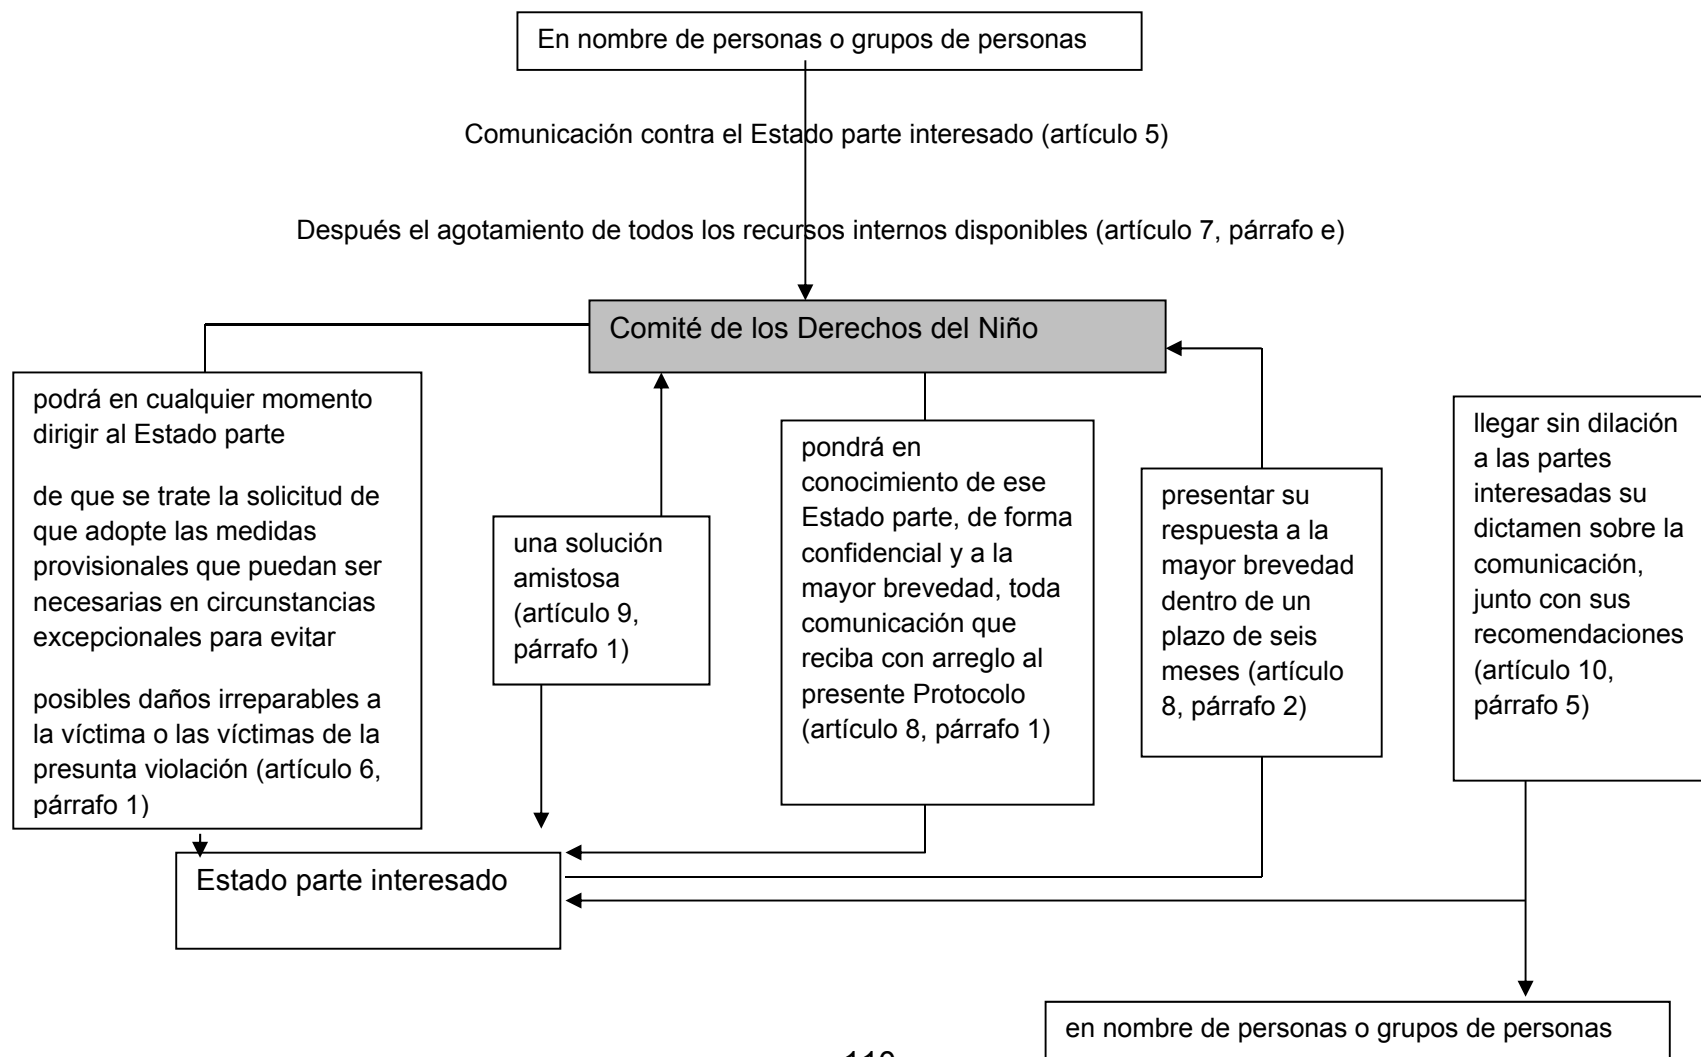 En nombre de personas o grupos de personas
Comunicación contra el Estado parte interesado (artículo 5)
Después el agotamiento de todos los recursos internos disponibles (artículo 7, párrafo e)
Comité de los Derechos del Niño
podrá en cualquier momento
dirigir al Estado parte
de que se trate la solicitud de
que adopte las medidas
provisionales que puedan ser
necesarias en circunstancias
excepcionales para evitar
posibles daños irreparables a
la víctima o las víctimas de la
presunta violación (artículo 6,
párrafo 1)
una solución
amistosa
(artículo 9,
párrafo 1)
pondrá en
conocimiento de ese
Estado parte, de forma
confidencial y a la
mayor brevedad, toda
comunicación que
reciba con arreglo al
presente Protocolo
(artículo 8, párrafo 1)
presentar su
respuesta a la
mayor brevedad
dentro de un
plazo de seis
meses (artículo
8, párrafo 2)
llegar sin dilación
a las partes
interesadas su
dictamen sobre la
comunicación,
junto con sus
recomendaciones
(artículo 10,
párrafo 5)
Estado parte interesado
en nombre de personas o grupos de personas